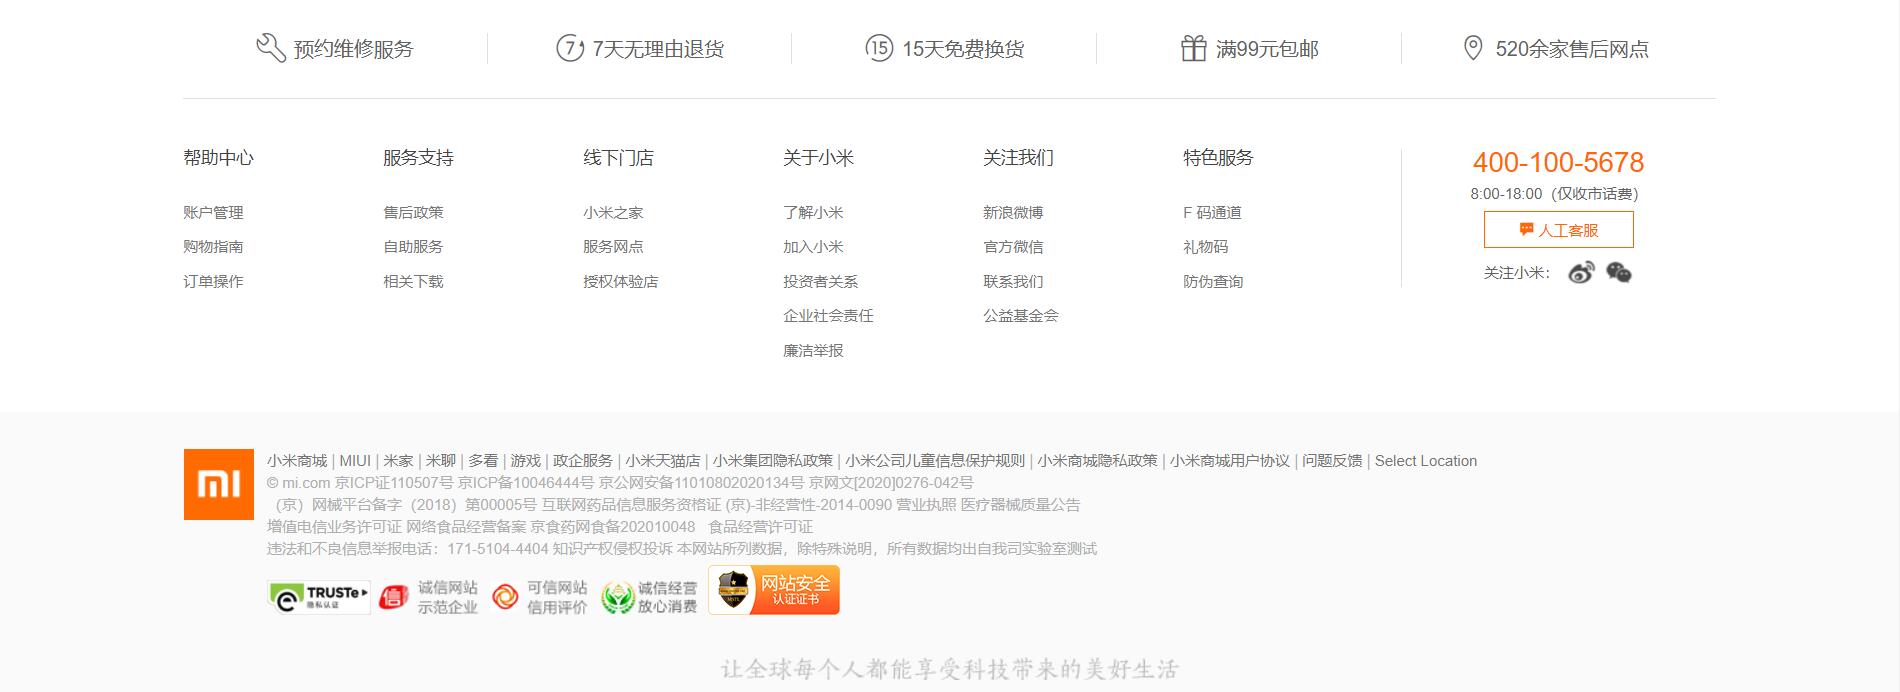 预约维修服务
7天无理由退货
15 15天免费换货
满99元包邮
520余家售后网点
帮助中心
账户管理
购物指南
订单操作
服务支持
售后政策
自助服务
相关下载
线下门店
小米之家
服务网点
授权体验店
关于小米
了解小米
加入小米
投资者关系
企业社会责任
廉洁举报
关注我们
新浪微博
官方微信
联系我们
公益基金会
特色服务
F 码通道
礼物码
防伪查询
400-100-5678
8:00-18:00（仅收市话费）
人工客服
关注小米：
小米商城 | MIUI | 米家 | 米聊 | 多看 | 游戏 | 政企服务 | 小米天猫店 | 小米集团隐私政策 | 小米公司儿童信息保护规则 | 小米商城隐私政策 | 小米商城用户协议 | 问题反馈 | Select Location
© mi.com 京ICP证110507号 京ICP备10046444号 京公网安备11010802020134号 京网文[2020]0276-042号
（京）网械平台备字（2018）第00005号 互联网药品信息服务资格证 (京)-非经营性-2014-0090 营业执照 医疗器械质量公告
增值电信业务许可证 网络食品经营备案 京食药网食备202010048 食品经营许可证
违法和不良信息举报电话：171-5104-4404 知识产权侵权投诉 本网站所列数据，除特殊说明，所有数据均出自我司实验室测试
TRUSTe
隐私认证
信 诚信网站
示范企业
可信网站
信用评价
诚信经营
放心消费
网站安全
认证证书
让全球每个人都能享受科技带来的美好生活